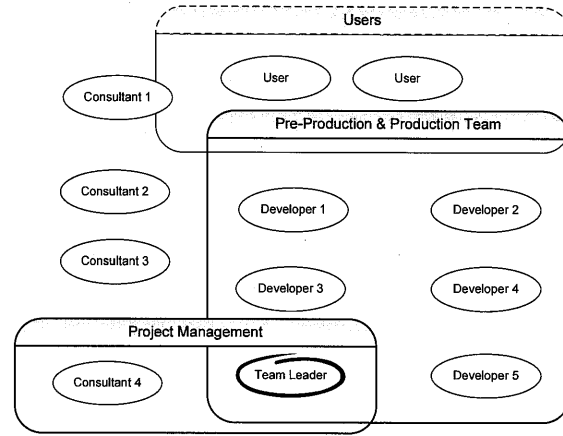 Users
User
User
Consultant 1
Pre-Production & Production Team
Consultant 2
Developer 1
Developer 2
Consultant 3
Developer 3
Developer 4
Project Management
Consultant 4
Team Leader
Developer 5